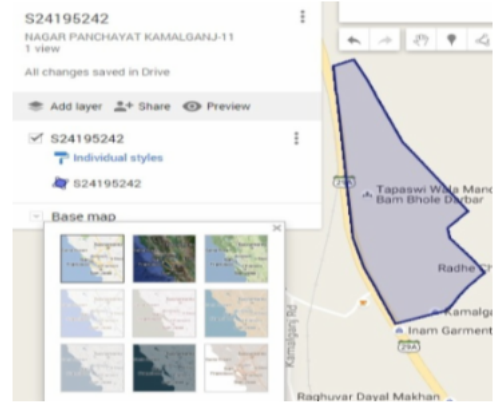 S24195242
NAGAR PANCHAYAT KAMALGANJ-11
1 view
All changes saved in Drive
Add layer Share Preview
S24195242
Individual styles
S24195242
Base map
29A
Tapaswi Wala Mand
Bam Bhole Darbar
Radhe Ch
Kamalga
Inam Garment
29A
Kamalganj Rd
Raghuvar Dayal Makhan